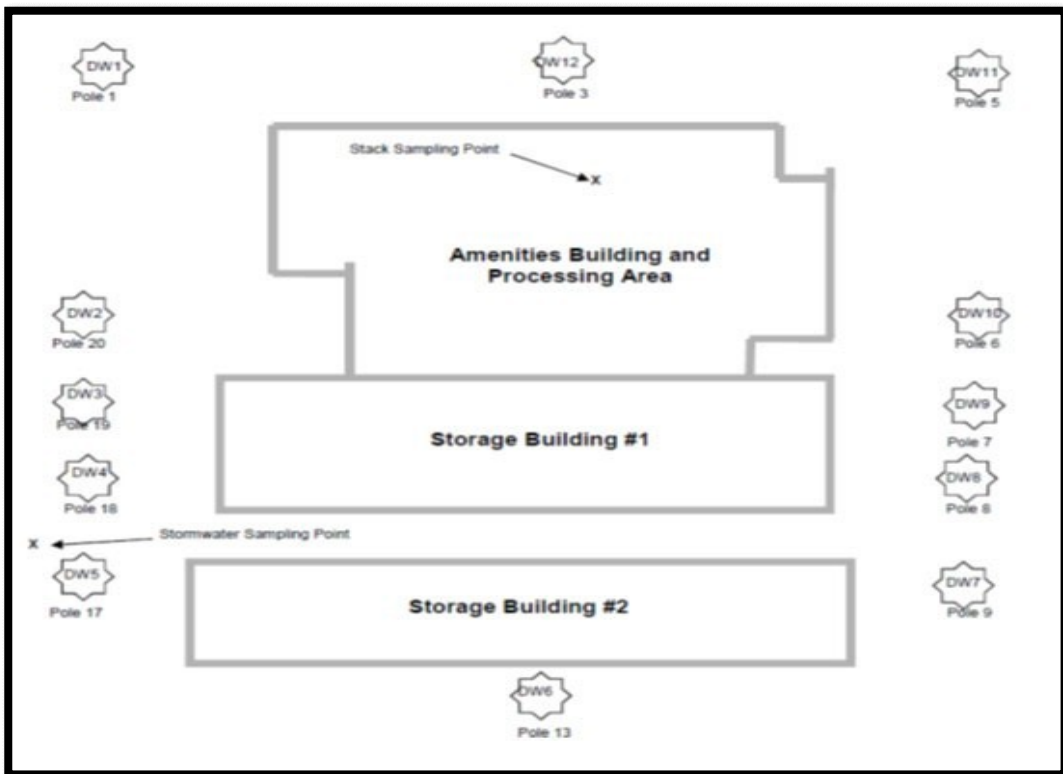 DW1
Pole 1
DW12
Pole 3
DW11
Pole 5
Stack Sampling Point
x
Amenities Building and
Processing Area
DW2
Pole 20
DW10
Pole 6
DW3
Pole 19
DW9
Pole 7
Storage Building #1
DW4
Pole 18
DW8
Pole 8
Stormwater Sampling Point
x
DW5
Pole 17
Storage Building #2
DW7
Pole 9
DW6
Pole 13